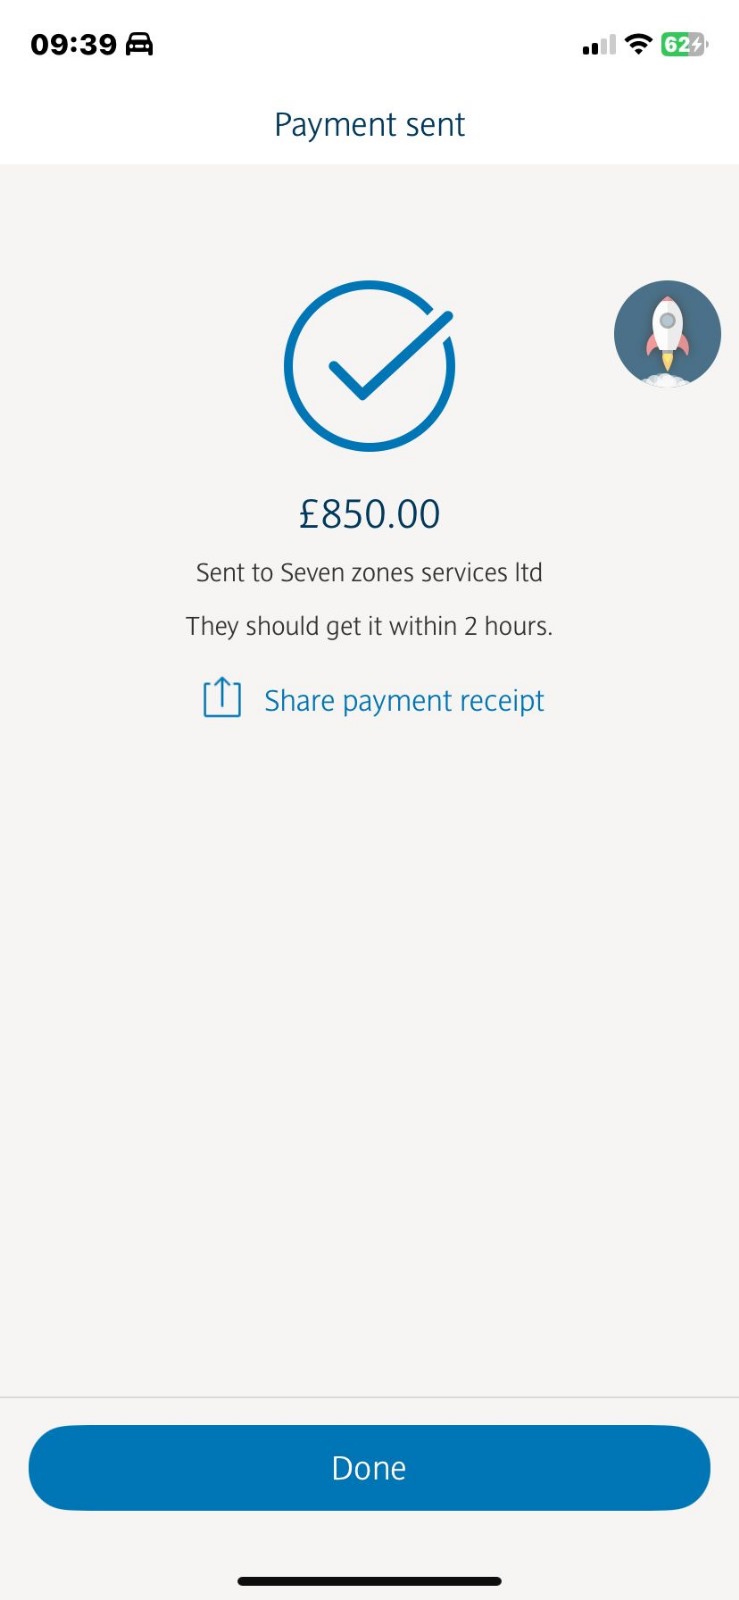 09:39
62
Payment sent
£850.00
Sent to Seven zones services ltd
They should get it within 2 hours.
Share payment receipt
Done